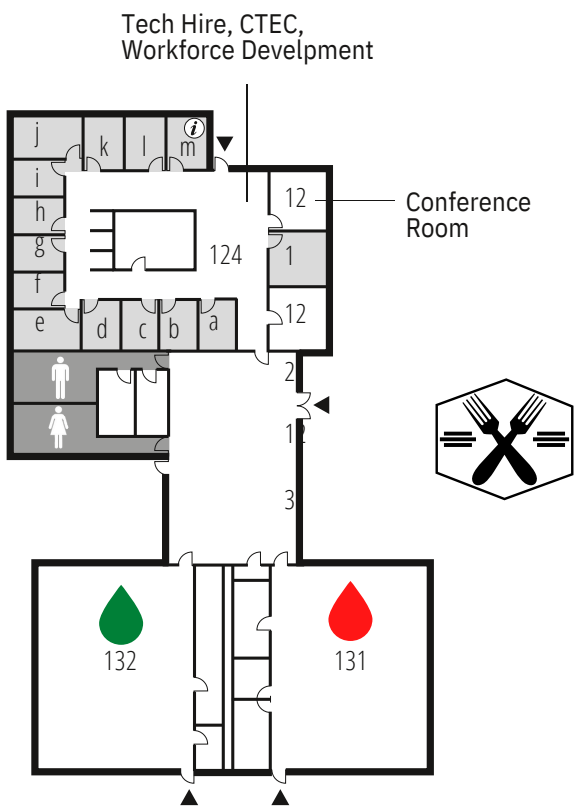 Tech Hire, CTEC,
Workforce Develpment
j
k
l
m
i
i
h
g
f
e
d
c
b
a
124
12
1
12
Conference
Room
2
12
3
132
131